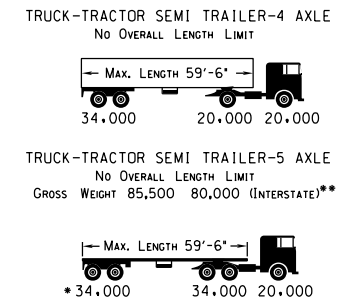 TRUCK-TRACTOR SEMI TRAILER-4 AXLE
NO OVERALL LENGTH LIMIT
MAX. LENGTH 59'-6"
34,000 20,000 20,000
TRUCK-TRACTOR SEMI TRAILER-5 AXLE
NO OVERALL LENGTH LIMIT
GROSS WEIGHT 85,500 80,000 (INTERSTATE)**
MAX. LENGTH 59'-6"
*34,000 34,000 20,000